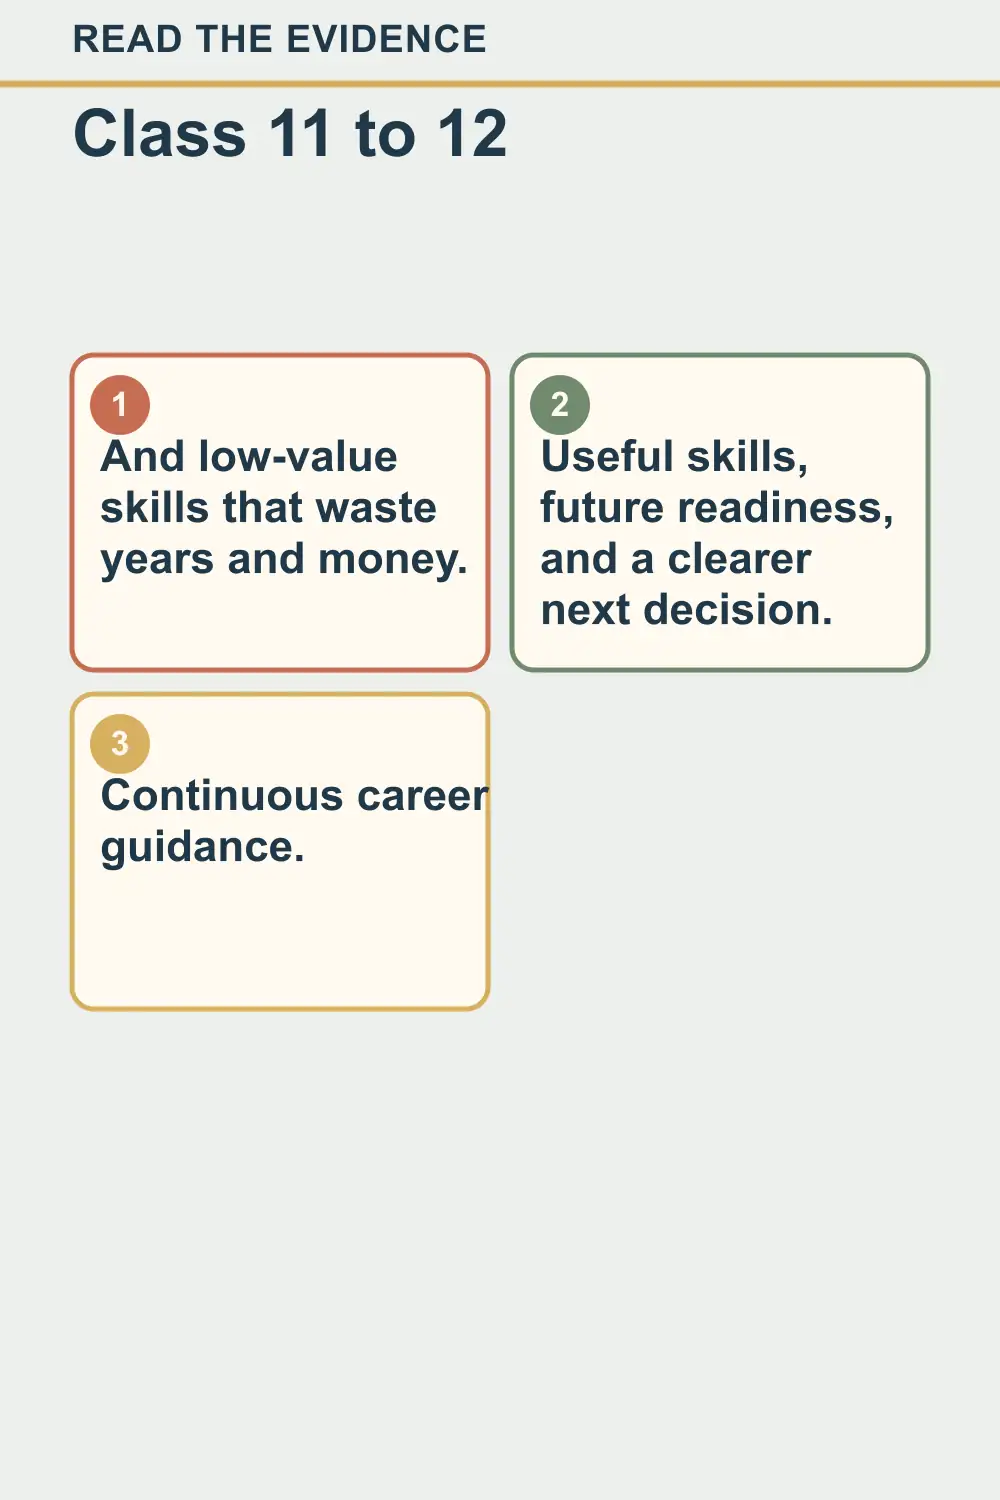 READ THE EVIDENCE
Class 11 to 12
1
And low-value
skills that waste
years and money.
2
Useful skills,
future readiness,
and a clearer
next decision.
3
Continuous career
guidance.